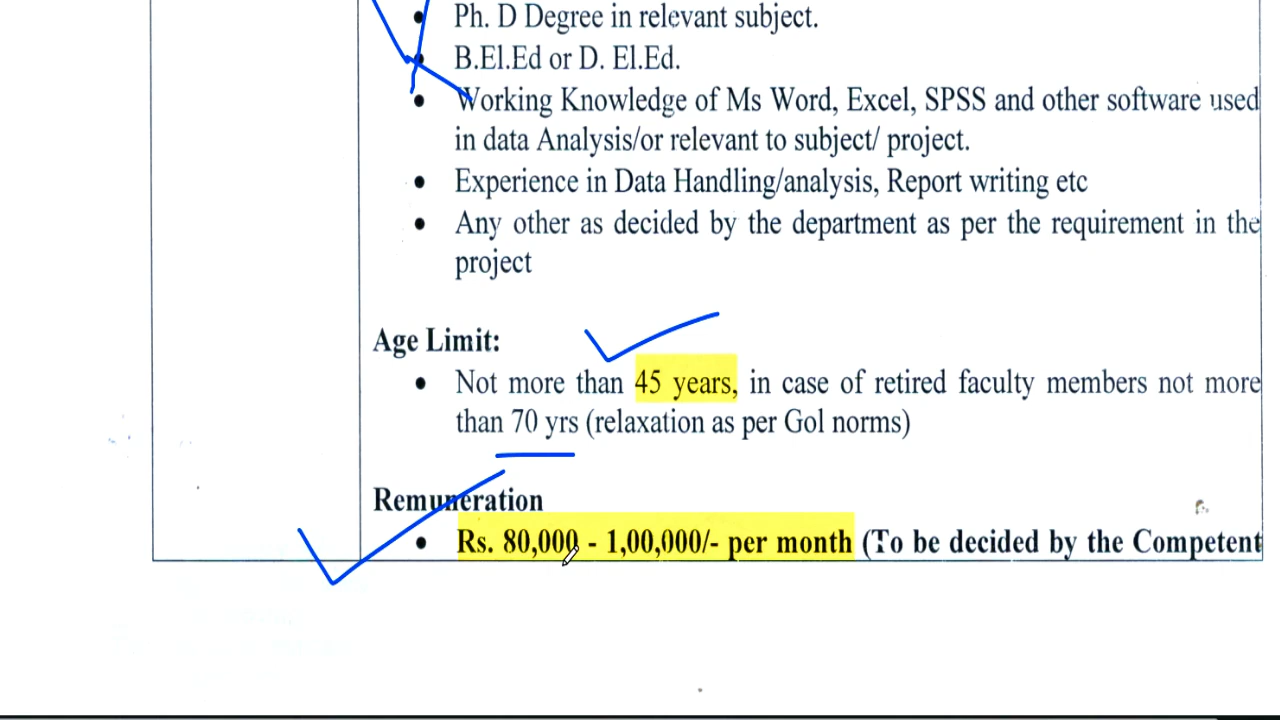 • Ph. D Degree in relevant subject.
• B.El.Ed or D. El.Ed.
• Working Knowledge of Ms Word, Excel, SPSS and other software used
in data Analysis/or relevant to subject/ project.
• Experience in Data Handling/analysis, Report writing etc
• Any other as decided by the department as per the requirement in the
project
Age Limit:
• Not more than 45 years, in case of retired faculty members not more
than 70 yrs (relaxation as per Gol norms)
Remuneration
• Rs. 80,000 - 1,00,000/- per month (To be decided by the Competent